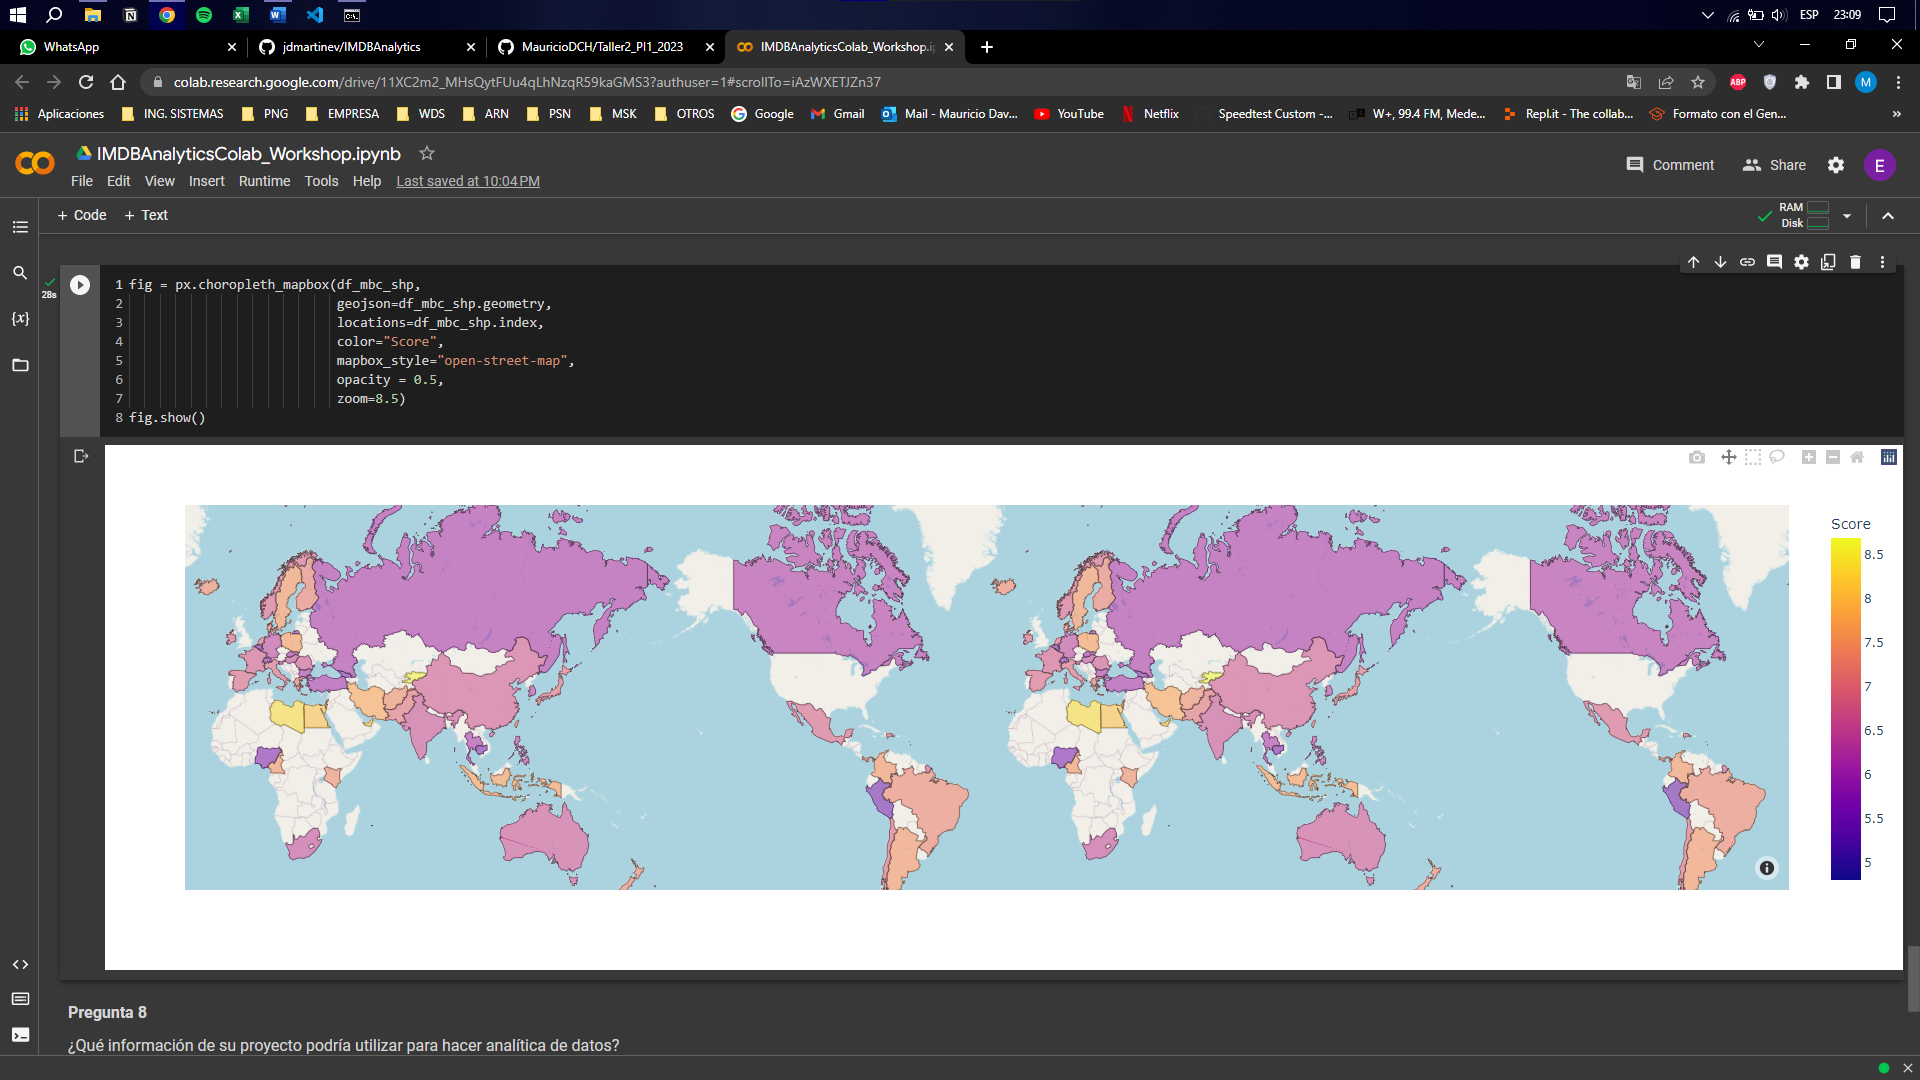 ESP 23:09
WhatsApp
jdmartinev/IMDBAnalytics
MauricioDCH/Taller2_PI1_2023
IMDBAnalyticsColab_Workshop.ip
colab.research.google.com/drive/11XC2m2_MHsQytFUu4qLhNzqR59kaGMS3?authuser=1#scrollTo=iAzWXETJZn37
ABP
M
Aplicaciones ING. SISTEMAS PNG EMPRESA WDS ARN PSN MSK OTROS Google Gmail Mail - Mauricio Dav... YouTube Netflix Speedtest Custom -... W+, 99.4 FM, Mede... Repl.it - The collab... Formato con el Gen... »
IMDBAnalyticsColab_Workshop.ipynb
Comment Share E
File Edit View Insert Runtime Tools Help Last saved at 10:04 PM
+ Code + Text
RAM
Disk
28s
{x}
1 fig = px.choropleth_mapbox(df_mbc_shp,
2 geojson=df_mbc_shp.geometry,
3 locations=df_mbc_shp.index,
4 color="Score",
5 mapbox_style="open-street-map",
6 opacity = 0.5,
7 zoom=8.5)
8 fig.show()
Score
8.5
8
7.5
7
6.5
6
5.5
5
Pregunta 8
¿Qué información de su proyecto podría utilizar para hacer analítica de datos?